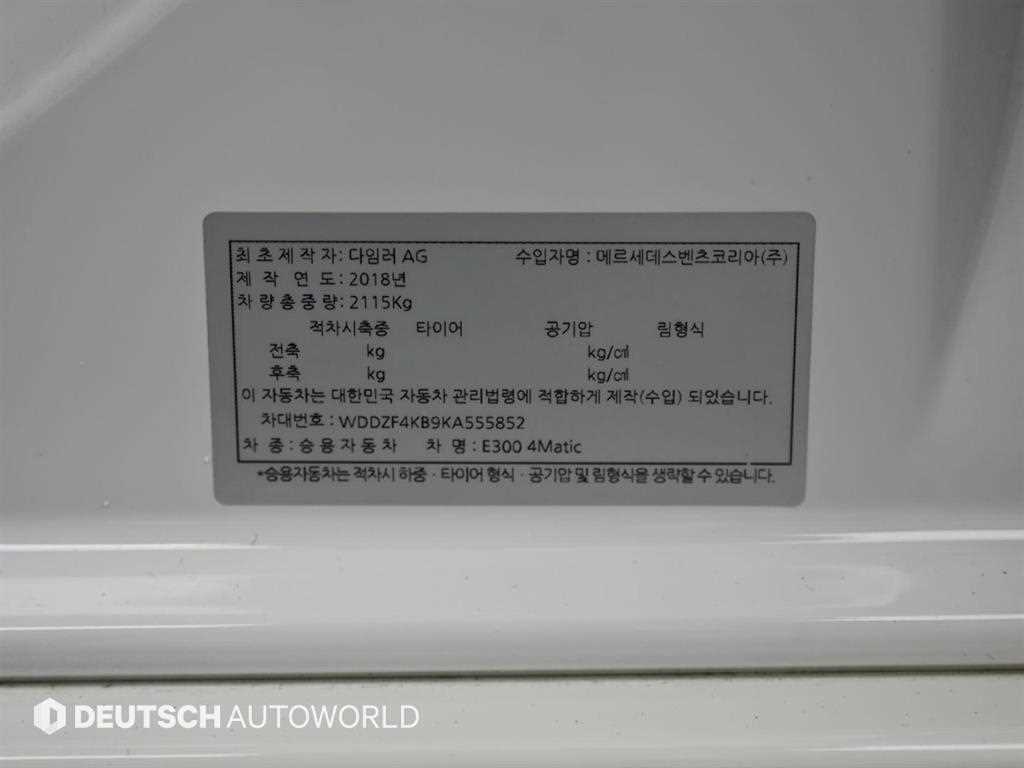 최초제작자: 다임러 AG 수입자명 : 메르세데스벤츠코리아(주)
제작연도: 2018년
차량총중량: 2115Kg
적차시축중 타이어 공기압 림형식
전축 kg kg/㎠
후축 kg kg/㎠
이 자동차는 대한민국 자동차 관리법령에 적합하게 제작(수입) 되었습니다.
차대번호 : WDDZF4KB9KA555852
차종 : 승용자동차 차명 : E300 4Matic
*승용자동차는 적차시 하중 · 타이어 형식 · 공기압 및 림형식을 생략할 수 있습니다.
DEUTSCH AUTOWORLD